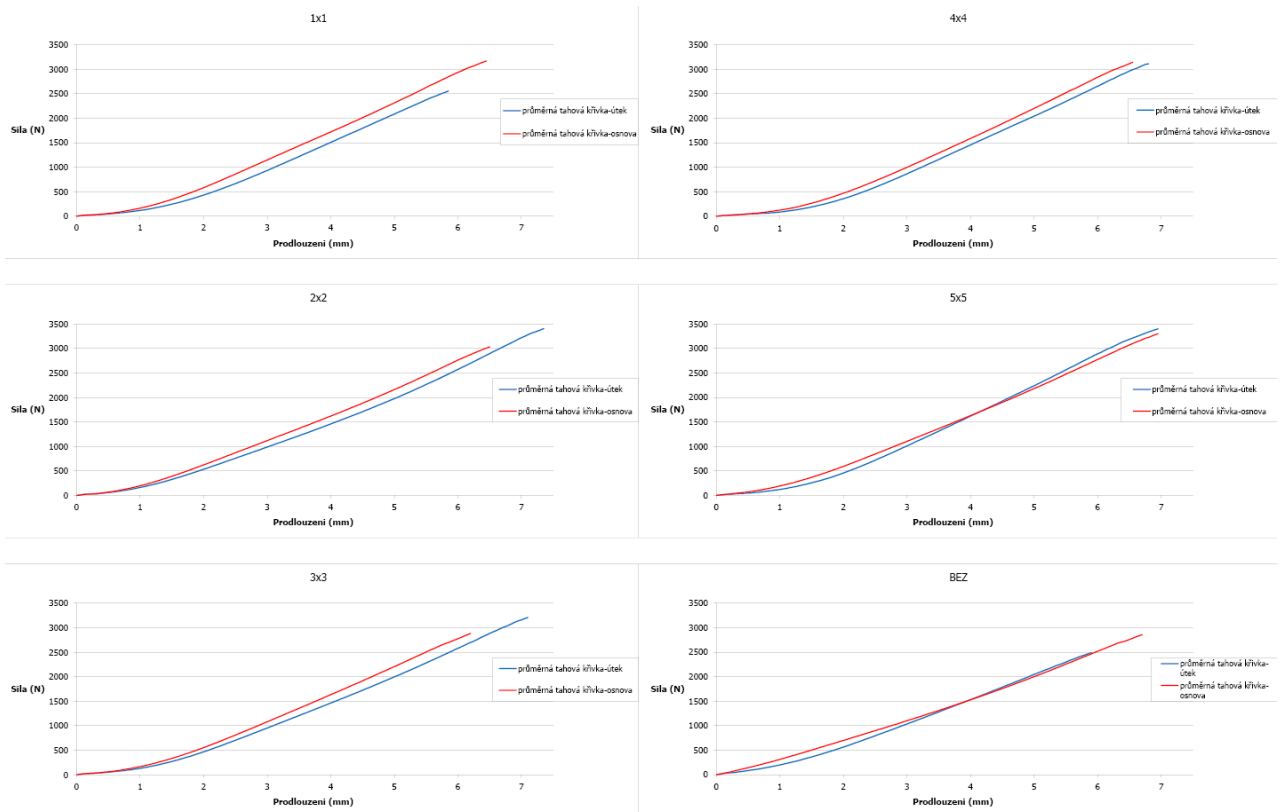 1x1
3500
3000
2500
2000
1500
1000
500
0
Sila (N)
0 1 2 3 4 5 6 7
Prodlouzeni (mm)
průměrná tahová křivka-útek
průměrná tahová křivka-osnova
4x4
3500
3000
2500
2000
1500
1000
500
0
Sila (N)
0 1 2 3 4 5 6 7
Prodlouzeni (mm)
průměrná tahová křivka-útek
průměrná tahová křivka-osnova
2x2
3500
3000
2500
2000
1500
1000
500
0
Sila (N)
0 1 2 3 4 5 6 7
Prodlouzeni (mm)
průměrná tahová křivka-útek
průměrná tahová křivka-osnova
5x5
3500
3000
2500
2000
1500
1000
500
0
Sila (N)
0 1 2 3 4 5 6 7
Prodlouzeni (mm)
průměrná tahová křivka-útek
průměrná tahová křivka-osnova
3x3
3500
3000
2500
2000
1500
1000
500
0
Sila (N)
0 1 2 3 4 5 6 7
Prodlouzeni (mm)
průměrná tahová křivka-útek
průměrná tahová křivka-osnova
BEZ
3500
3000
2500
2000
1500
1000
500
0
Sila (N)
0 1 2 3 4 5 6 7
Prodlouzeni (mm)
průměrná tahová křivka-
útek
průměrná tahová křivka-
osnova